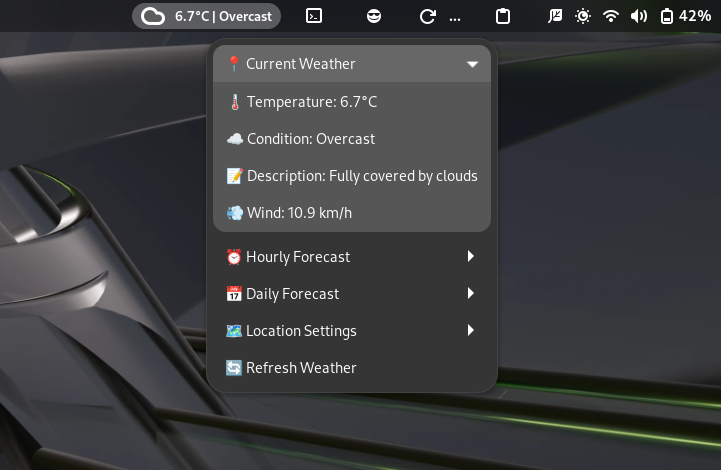 6.7°C | Overcast
...
42%
📍 Current Weather
🌡️ Temperature: 6.7°C
☁️ Condition: Overcast
📝 Description: Fully covered by clouds
💨 Wind: 10.9 km/h
⏰ Hourly Forecast
📅 Daily Forecast
🗺️ Location Settings
🔄 Refresh Weather